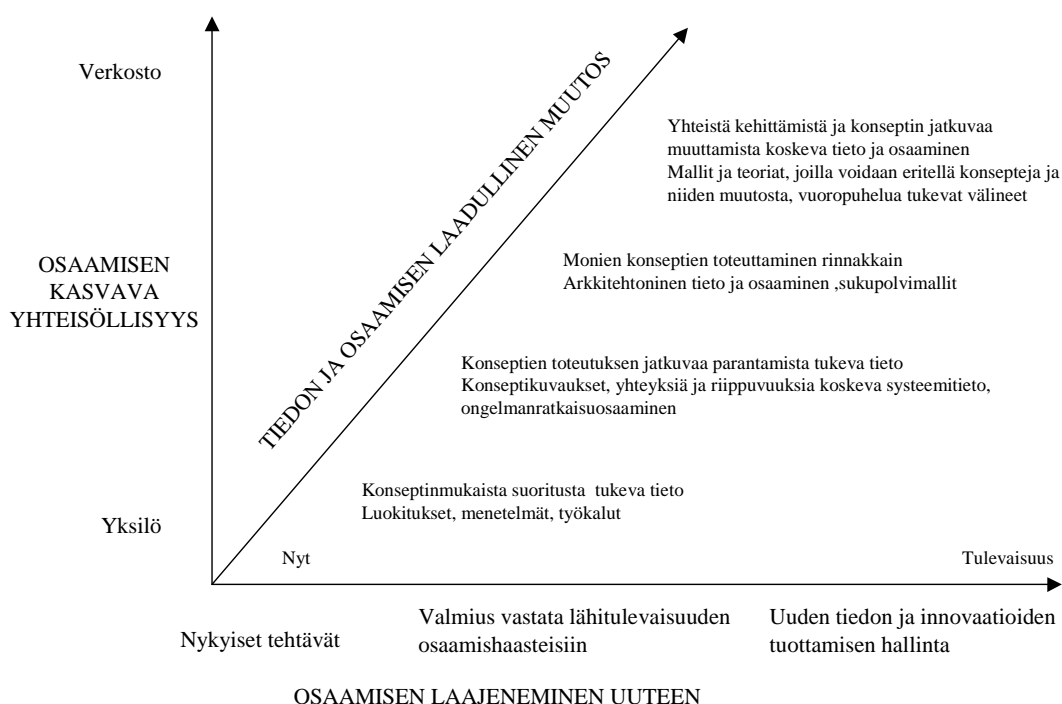 Verkosto
TIEDON JA OSAAMISEN LAADULLINEN MUUTOS
Yhteistä kehittämistä ja konseptin jatkuvaa
muuttamista koskeva tieto ja osaaminen
Mallit ja teoriat, joilla voidaan eritellä konsepteja ja
niiden muutosta, vuoropuhelua tukevat välineet
OSAAMISEN
KASVAVA
YHTEISÖLLISYYS
Monien konseptien toteuttaminen rinnakkain
Arkkitehtoninen tieto ja osaaminen ,sukupolvimallit
Konseptien toteutuksen jatkuvaa parantamista tukeva tieto
Konseptikuvaukset, yhteyksiä ja riippuvuuksia koskeva systeemitieto,
ongelmanratkaisuosaaminen
Konseptinmukaista suoritusta tukeva tieto
Luokitukset, menetelmät, työkalut
Yksilö
Nyt
Tulevaisuus
Nykyiset tehtävät
Valmius vastata lähitulevaisuuden
osaamishaasteisiin
Uuden tiedon ja innovaatioiden
tuottamisen hallinta
OSAAMISEN LAAJENEMINEN UUTEEN